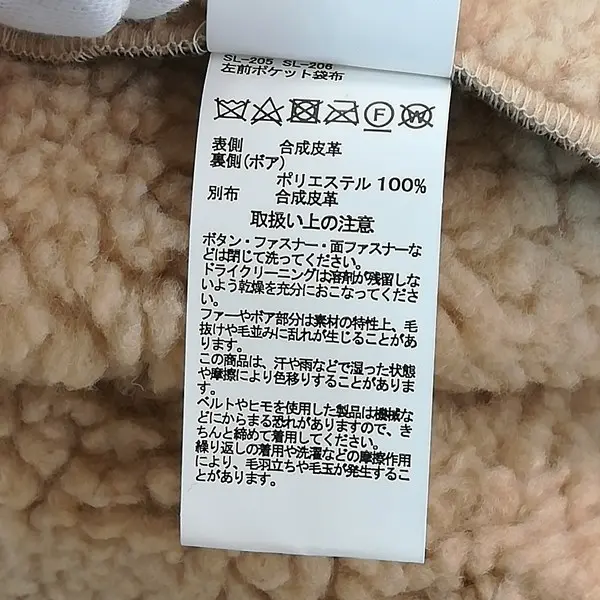 SL-205 SL-206
左前ポケット袋布
F W
表側 合成皮革
裏側(ボア)
ポリエステル 100%
別布 合成皮革
取扱い上の注意
ボタン・ファスナー・面ファスナーな
どは閉じて洗ってください。
ドライクリーニングは溶剤が残留しな
いよう乾燥を充分におこなってくださ
い。
ファーやボア部分は素材の特性上、毛
抜けや毛並みに乱れが生じることがあ
ります。
この商品は、汗や雨などで湿った状態
や摩擦により色移りすることがありま
す。
ベルトやヒモを使用した製品は機械な
どにからまる恐れがありますので、き
ちんと締めて着用してください。
繰り返しの着用や洗濯などの摩擦作用
により、毛羽立ちや毛玉が発生するこ
とがあります。